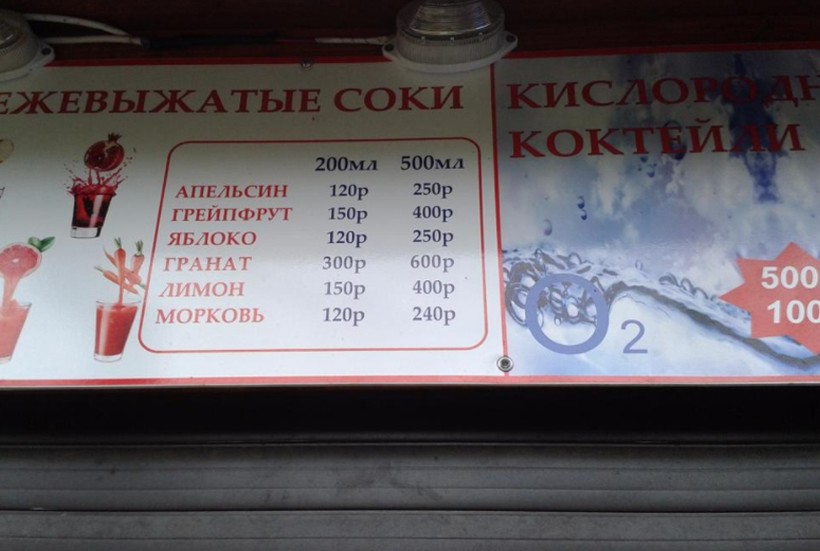 ЕЖЕВЫЖАТЫЕ СОКИ
200мл 500мл
АПЕЛЬСИН 120р 250р
ГРЕЙПФРУТ 150р 400р
ЯБЛОКО 120р 250р
ГРАНАТ 300р 600р
ЛИМОН 150р 400р
МОРКОВЬ 120р 240р
КИСЛОРОДН
КОКТЕЙЛИ
O2
500
100